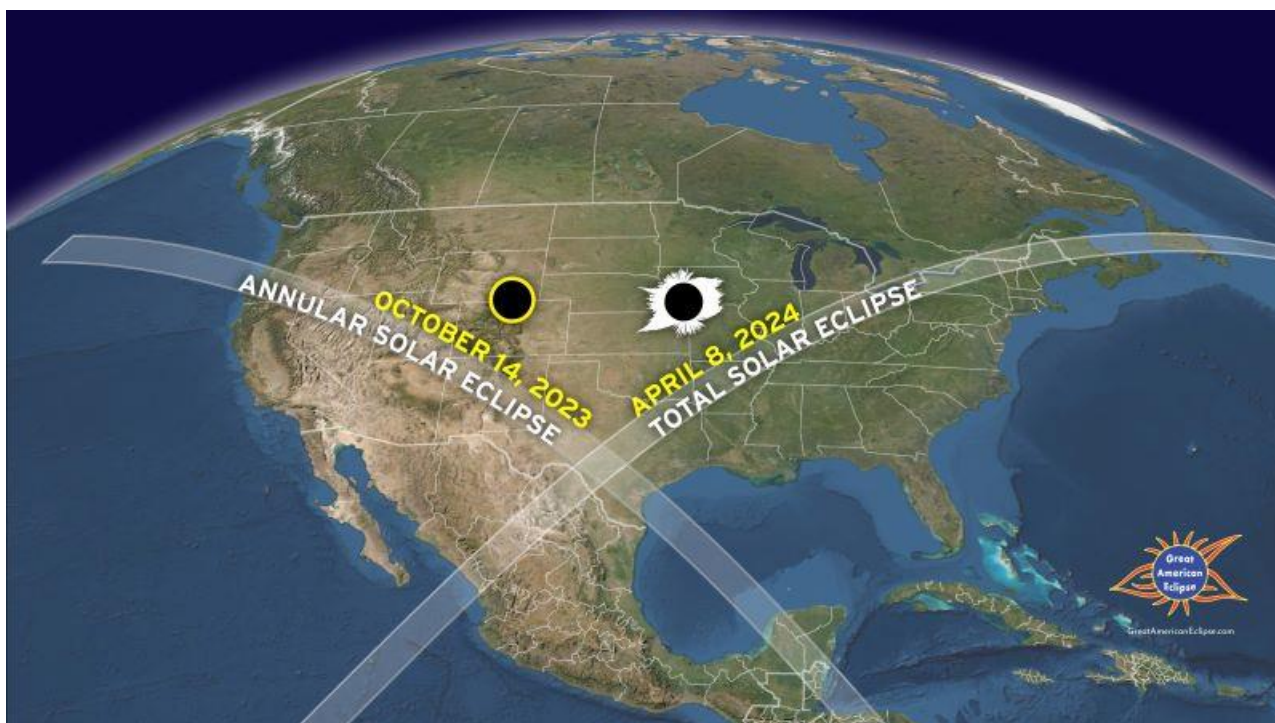 OCTOBER 14, 2023
ANNULAR SOLAR ECLIPSE
APRIL 8, 2024
TOTAL SOLAR ECLIPSE
Great
American
Eclipse
GreatAmericanEclipse.com